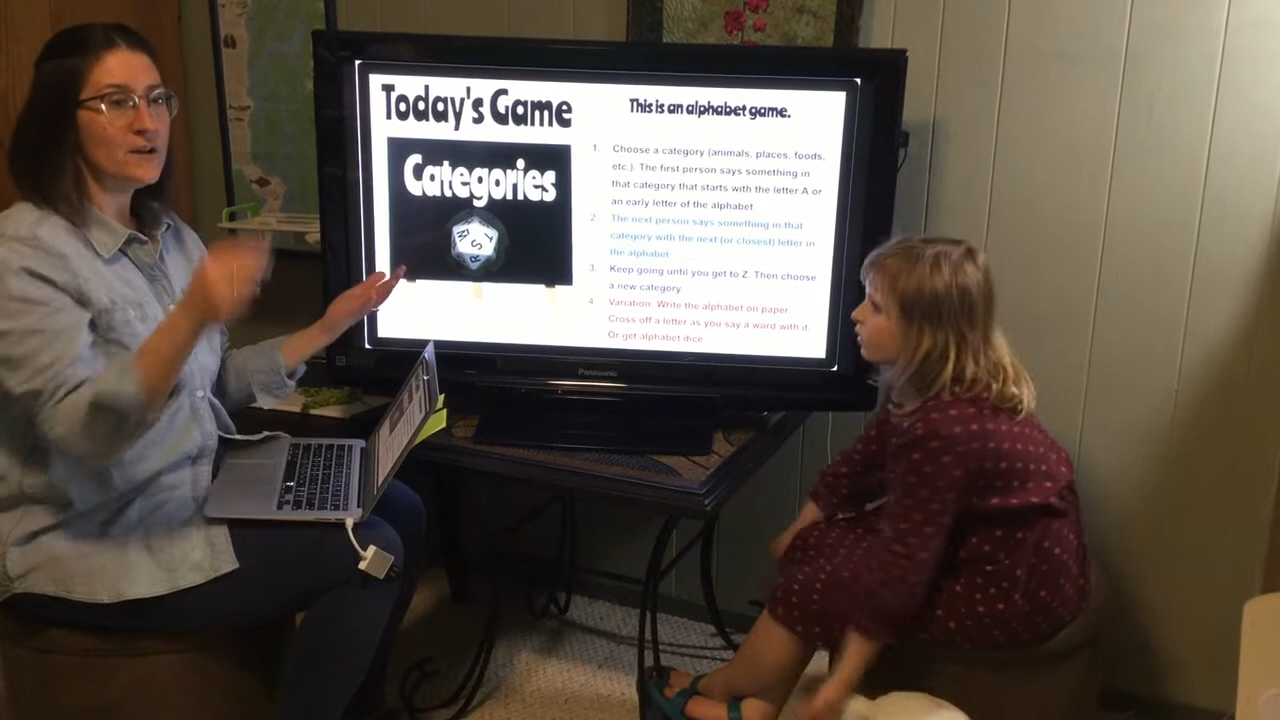 Today's Game
Categories
This is an alphabet game.
1. Choose a category (animals, places, foods,
etc.). The first person says something in
that category that starts with the letter A or
an early letter of the alphabet
2. The next person says something in that
category with the next (or closest) letter in
the alphabet
3. Keep going until you get to Z. Then choose
a new category
4 Variation: Write the alphabet on paper
Cross off a letter as you say a word with it.
Or get alphabet dice
Panasonic